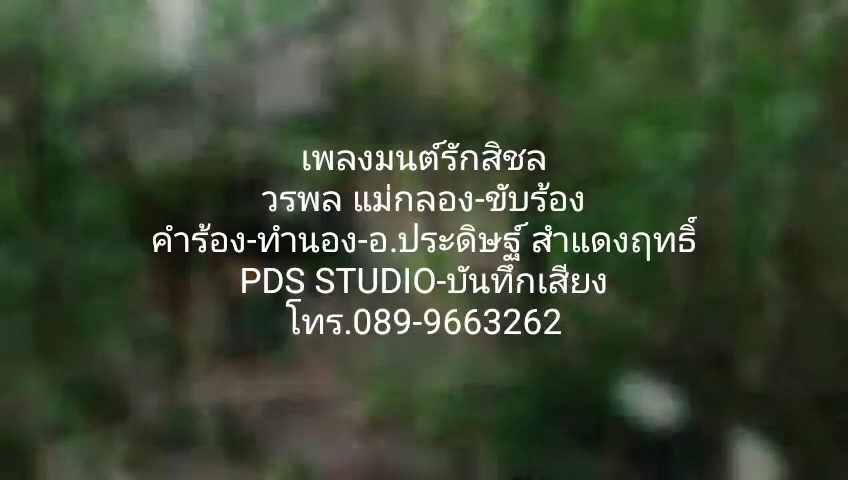 เพลงมนต์รักสิชล
วรพล แม่กลอง-ขับร้อง
คำร้อง-ทำนอง-อ.ประดิษฐ์ สำแดงฤทธิ์
PDS STUDIO-บันทึกเสียง
โทร.089-9663262